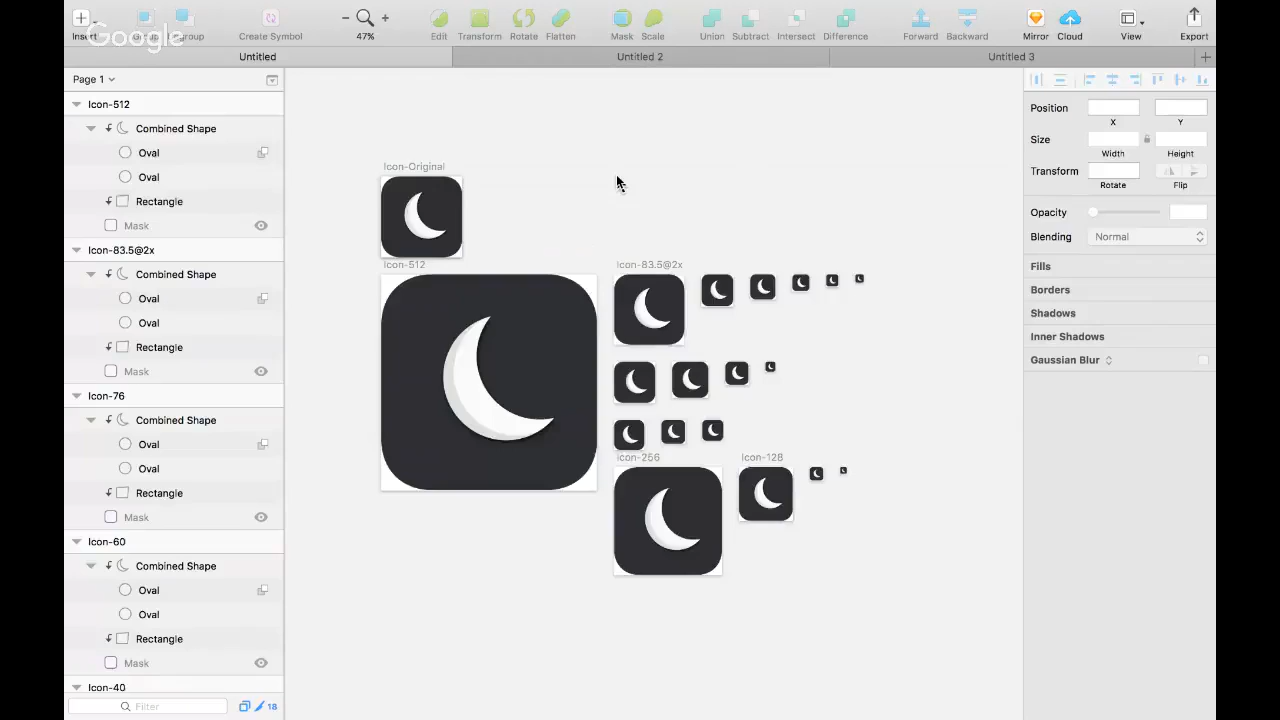 Insert
Group
Ungroup
Google
Create Symbol
47%
Edit
Transform
Rotate
Flatten
Mask
Scale
Union
Subtract
Intersect
Difference
Forward
Backward
Mirror
Cloud
View
Export
Untitled
Untitled 2
Untitled 3
Page 1
Icon-512
Combined Shape
Oval
Oval
Rectangle
Mask
Icon-83.5@2x
Combined Shape
Oval
Oval
Rectangle
Mask
Icon-76
Combined Shape
Oval
Oval
Rectangle
Mask
Icon-60
Combined Shape
Oval
Oval
Rectangle
Mask
Icon-40
Filter
18
Icon-Original
Icon-512
Icon-83.5@2x
Icon-256
Icon-128
Position
X
Y
Size
Width
Height
Transform
Rotate
Flip
Opacity
Blending
Normal
Fills
Borders
Shadows
Inner Shadows
Gaussian Blur